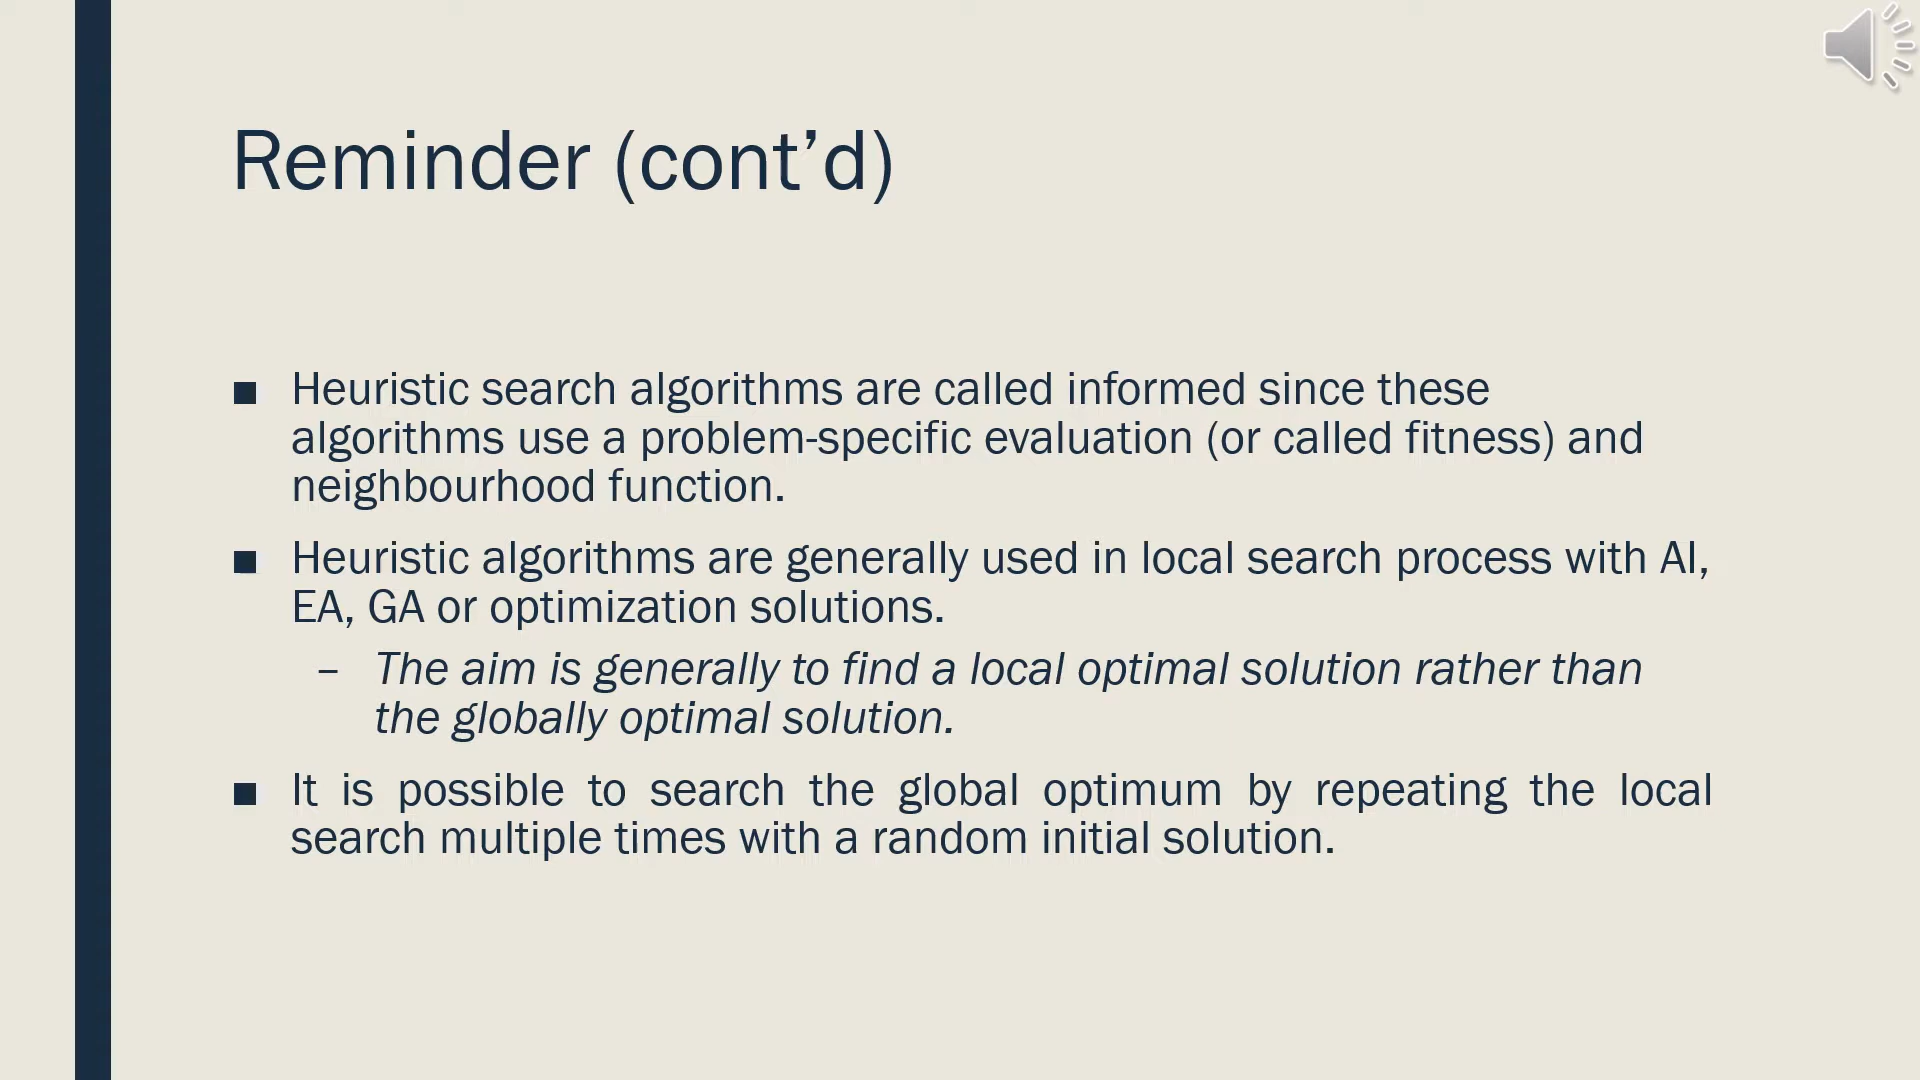 Reminder (cont’d)
■ Heuristic search algorithms are called informed since these
algorithms use a problem-specific evaluation (or called fitness) and
neighbourhood function.
■ Heuristic algorithms are generally used in local search process with AI,
EA, GA or optimization solutions.
– The aim is generally to find a local optimal solution rather than
the globally optimal solution.
■ It is possible to search the global optimum by repeating the local
search multiple times with a random initial solution.